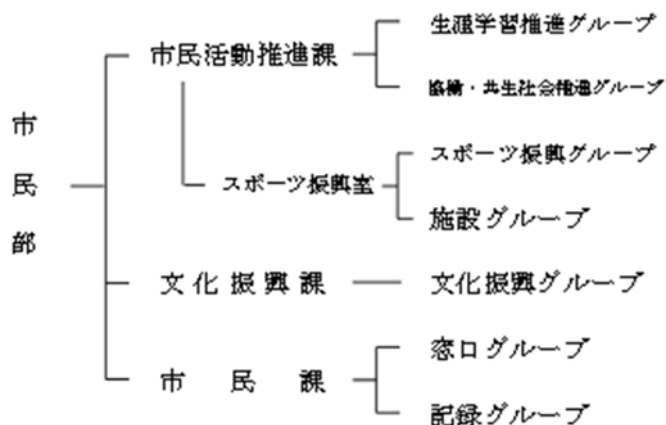 市民部
市民活動推進課
生涯学習推進グループ
協働・共生社会推進グループ
スポーツ振興室
スポーツ振興グループ
施設グループ
文化振興課
文化振興グループ
市民課
窓口グループ
記録グループ